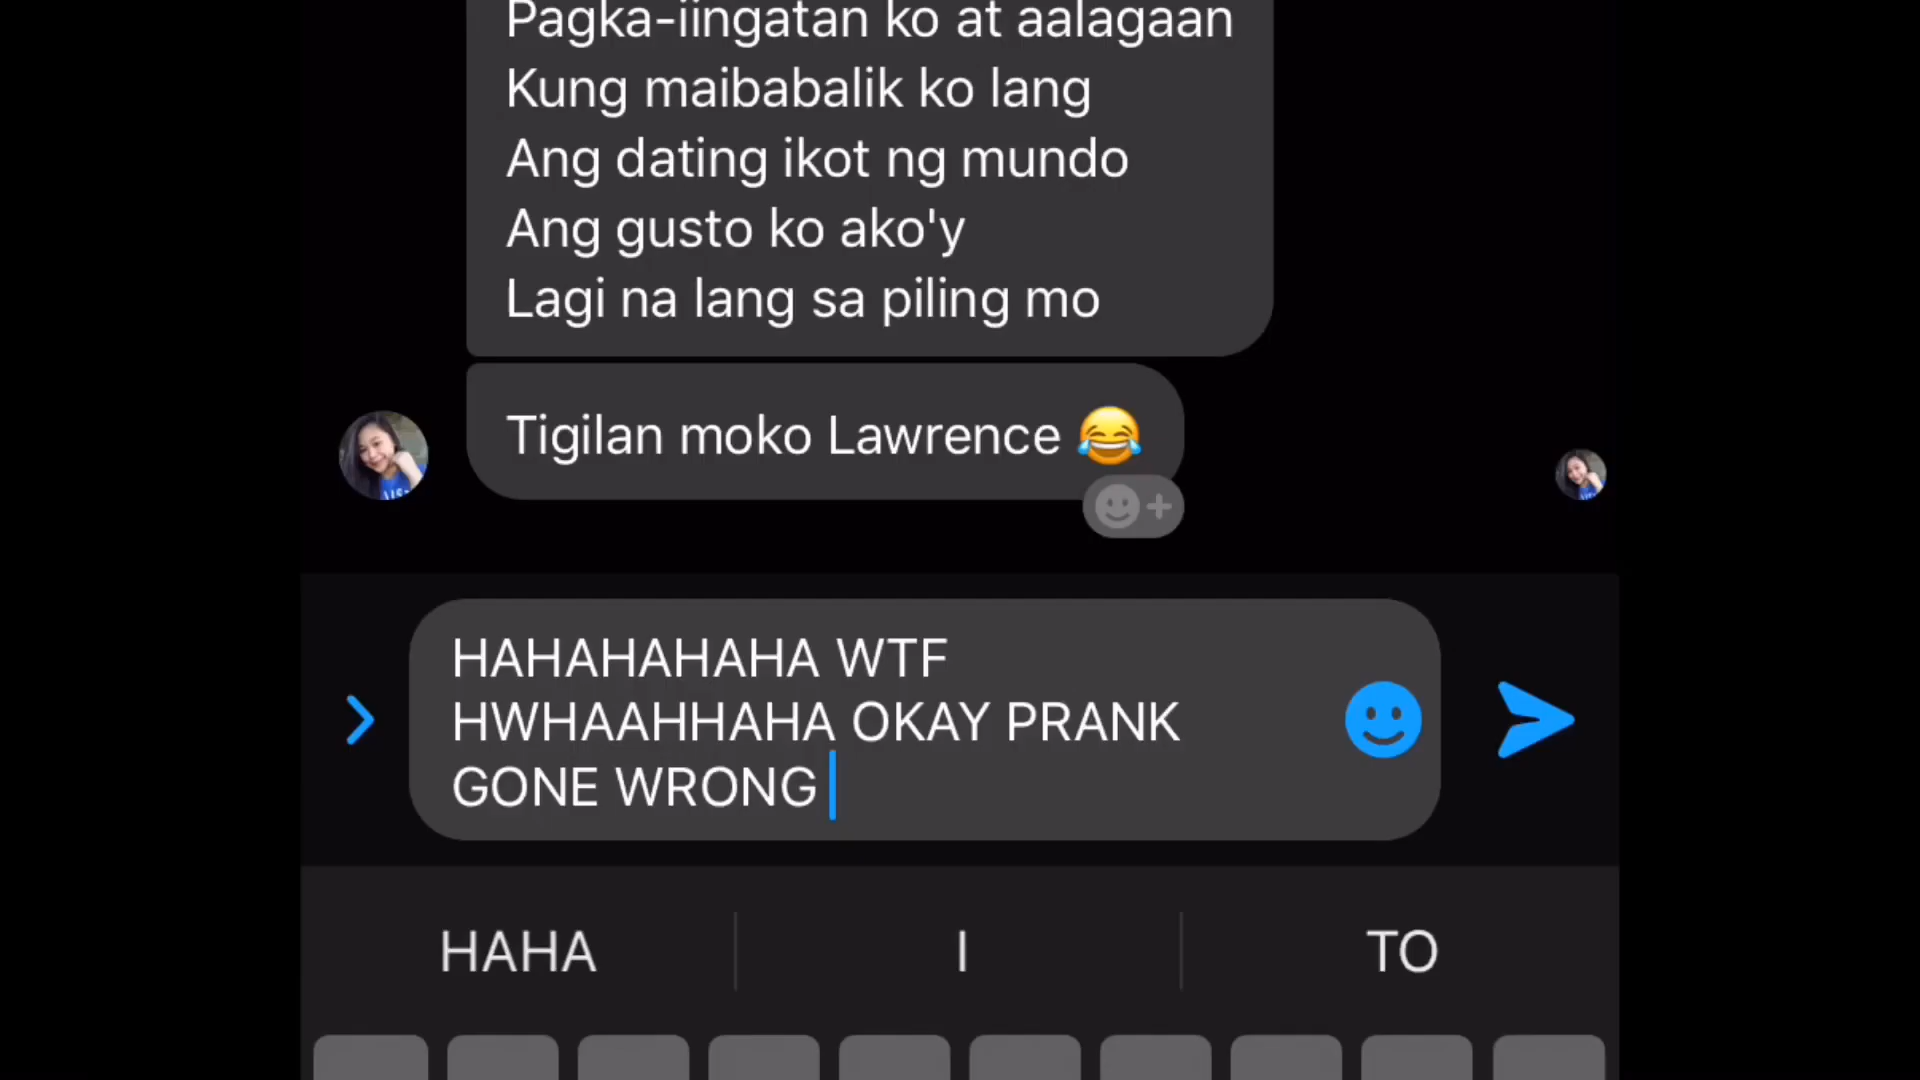 Pagka-iingatan ko at aalagaan
Kung maibabalik ko lang
Ang dating ikot ng mundo
Ang gusto ko ako'y
Lagi na lang sa piling mo
Tigilan moko Lawrence 😂
HAHAHAHAHA WTF
HWHAAHHAHA OKAY PRANK
GONE WRONG
HAHA
I
TO